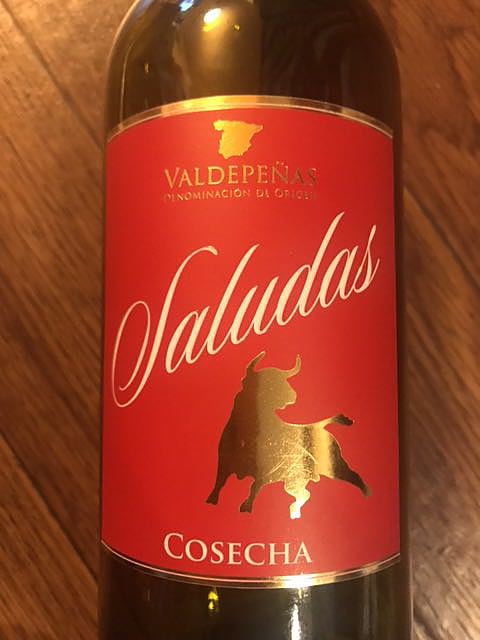 VALDEPEÑAS
DENOMINACIÓN DE ORIGEN
Saludas
COSECHA